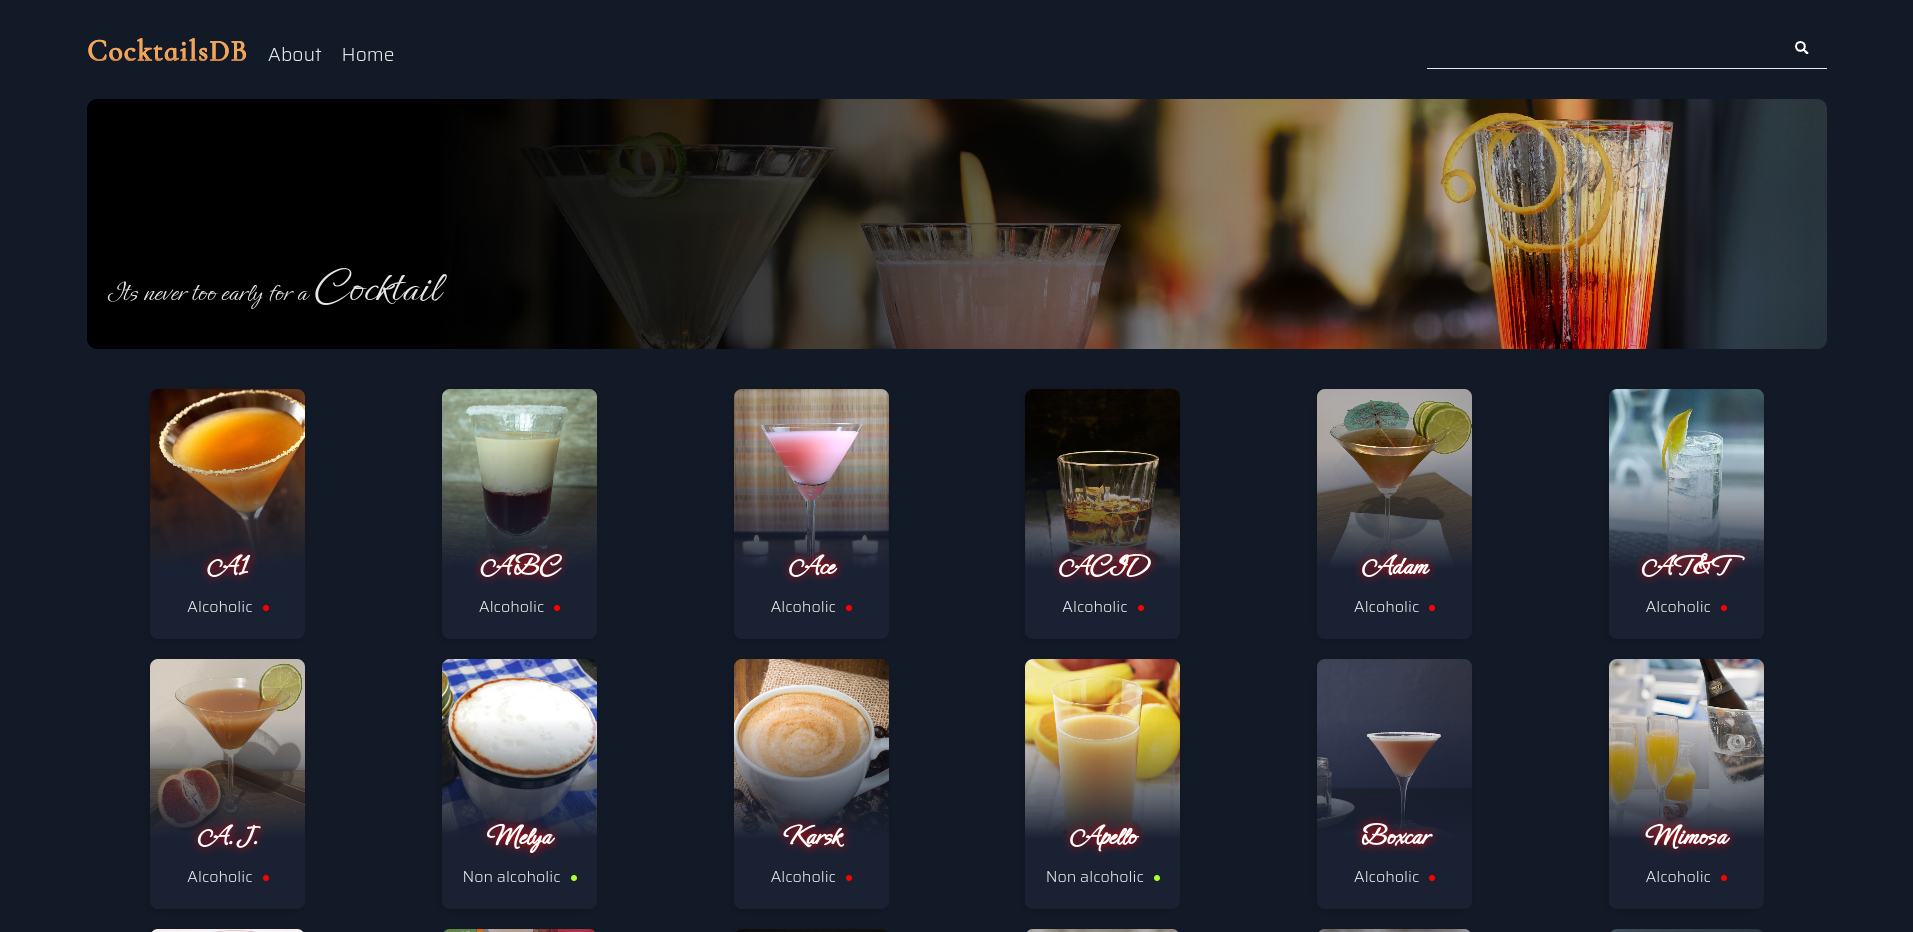 CocktailsDB About Home
Its never too early for a Cocktail
A1 ABC Ace ACID Adam AT&T
Alcoholic Alcoholic Alcoholic Alcoholic Alcoholic Alcoholic
A. J. Melya Karsk Apello Boxcar Mimosa
Alcoholic Non alcoholic Alcoholic Non alcoholic Alcoholic Alcoholic